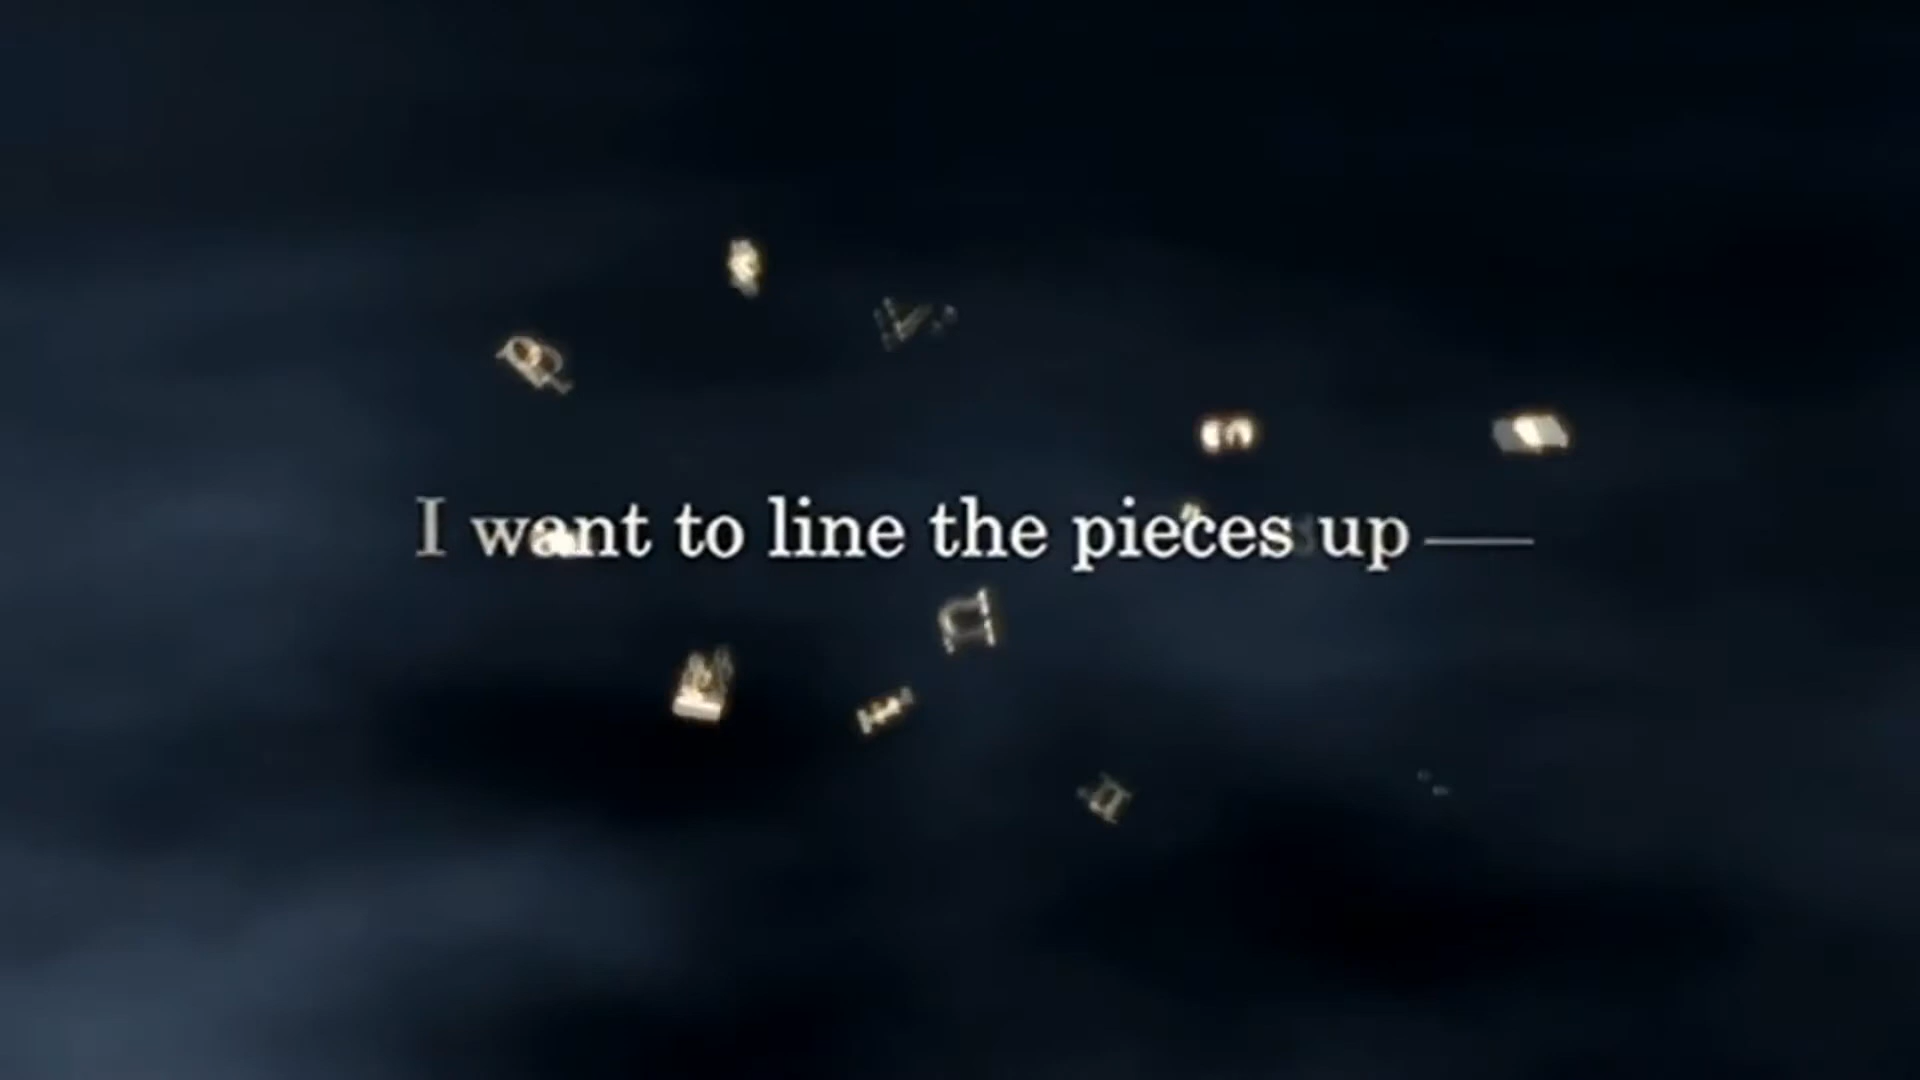 I want to line the pieces up —